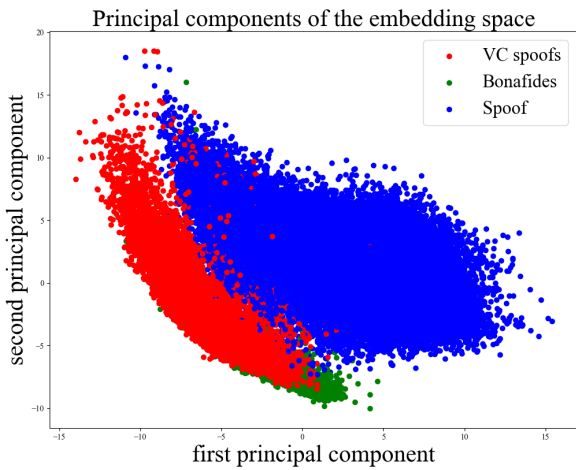 Principal components of the embedding space
20
15
10
5
0
−5
−10
second principal component
VC spoofs
Bonafides
Spoof
−15 −10 −5 0 5 10 15
first principal component